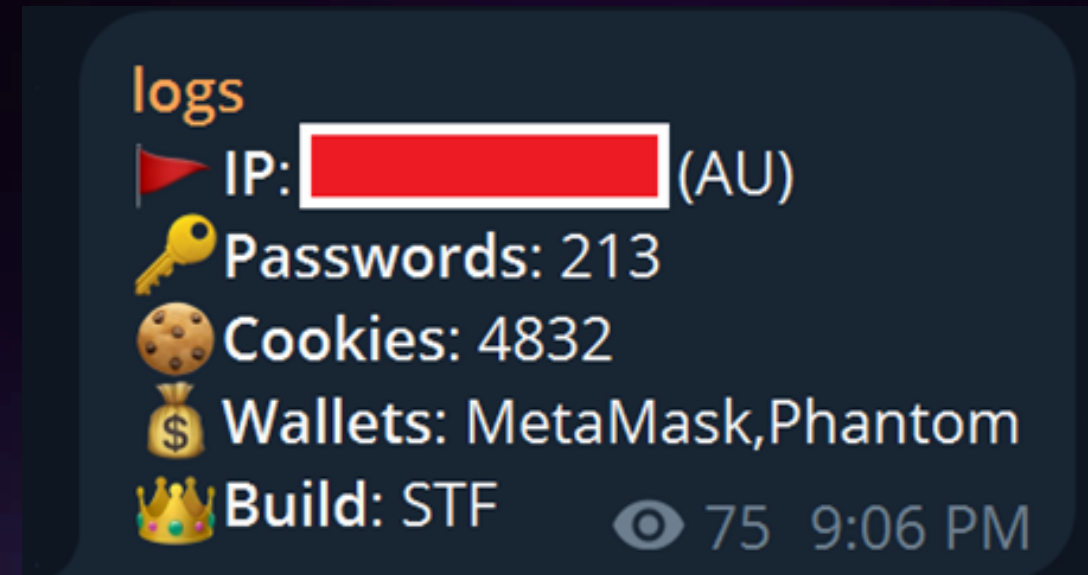 logs
IP: (AU)
Passwords: 213
Cookies: 4832
Wallets: MetaMask,Phantom
Build: STF
75 9:06 PM